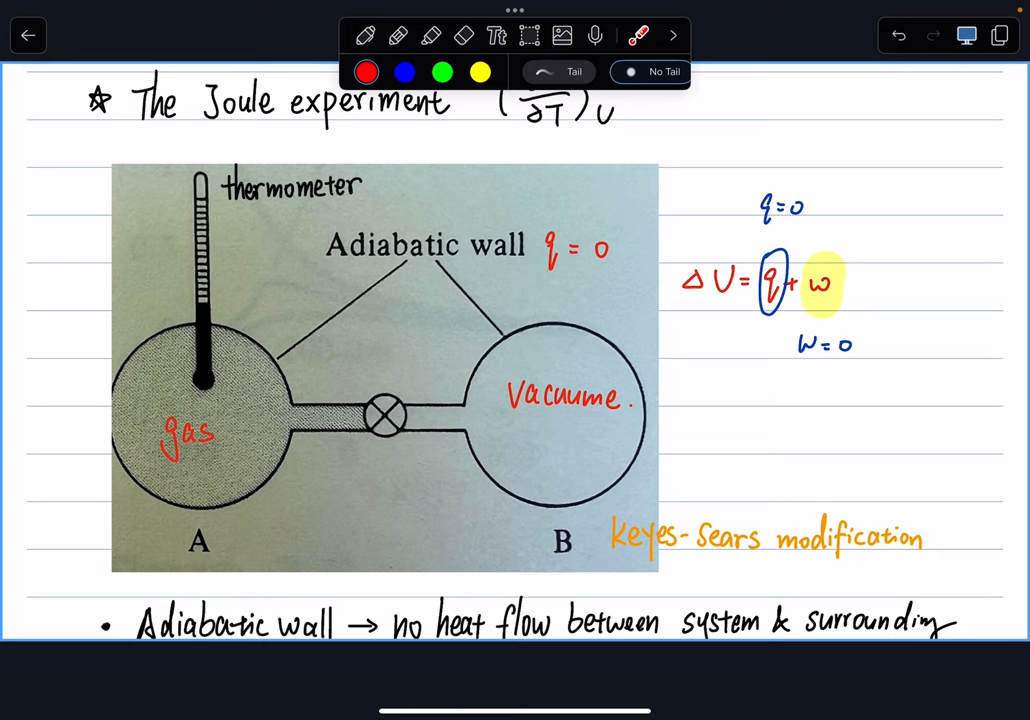 Tt
Tail
No Tail
☆ The Joule experiment (   /∂T)U
thermometer
Adiabatic wall q = 0
q = 0
ΔU = q + w
w = 0
gas
Vacuume.
A
B
keyes-Sears modification
• Adiabatic wall → no heat flow between system & surrounding